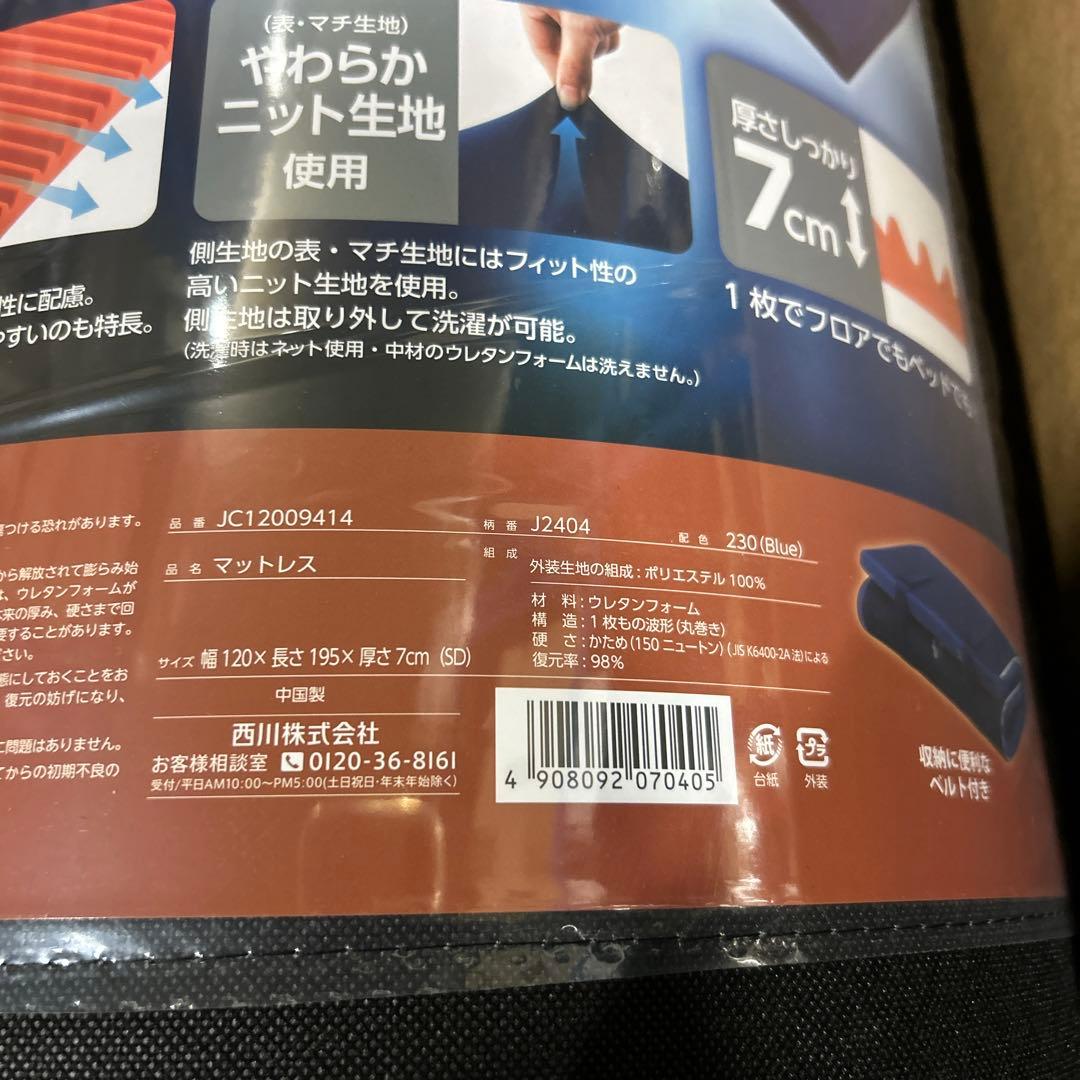 (表・マチ生地)
やわらか
ニット生地
使用
厚さしっかり
7cm
側生地の表・マチ生地にはフィット性の
高いニット生地を使用。
側生地は取り外して洗濯が可能。
(洗濯時はネット使用・中材のウレタンフォームは洗えません。)
性に配慮。
やすいのも特長。
1枚でフロアでもベッドでも
つける恐れがあります。
から解放されて膨らみ始
は、ウレタンフォームが
本来の厚み、硬さまで回
要することがあります。
ださい。
態にしておくことをお
復元の妨げになり、
に問題はありません。
てからの初期不良の
品番 JC12009414
柄番 J2404
配色 230(Blue)
品名 マットレス
組成
外装生地の組成:ポリエステル100%
材 料:ウレタンフォーム
構 造:1枚もの波形(丸巻き)
硬 さ:かため(150ニュートン)(JIS K6400-2A法)による
復元率:98%
サイズ 幅120×長さ195×厚さ7cm (SD)
中国製
西川株式会社
お客様相談室 0120-36-8161
受付/平日AM10:00~PM5:00(土日祝日・年末年始除く)
4 908092 070405
紙
台紙
プラ
外装
収納に便利な
ベルト付き